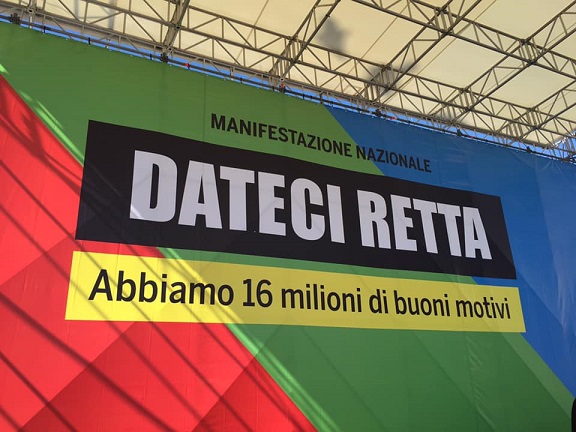 MANIFESTAZIONE NAZIONALE
DATECI RETTA
Abbiamo 16 milioni di buoni motivi